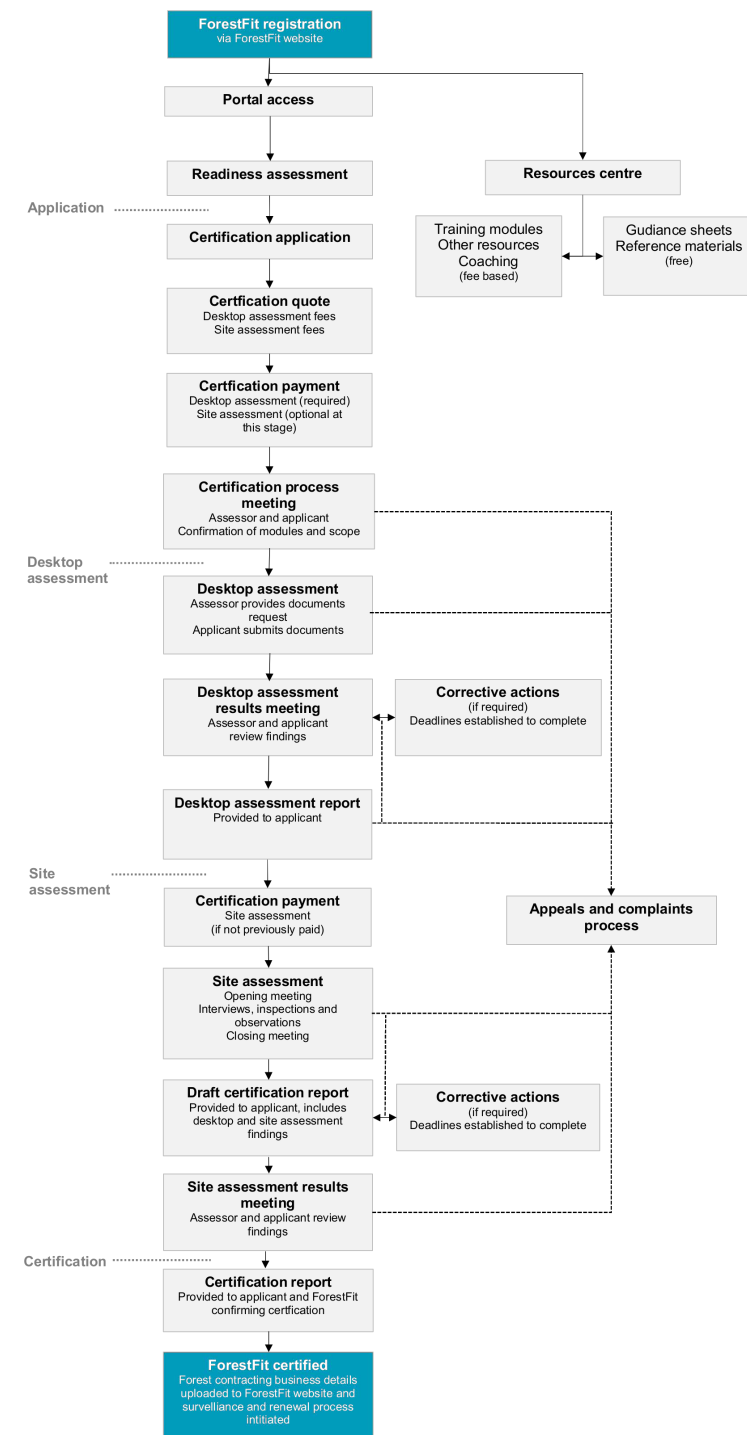 ForestFit registration
via ForestFit website
Portal access
Readiness assessment
Resources centre
Application
Certification application
Training modules
Other resources
Coaching
(fee based)
Gudiance sheets
Reference materials
(free)
Certfication quote
Desktop assessment fees
Site assessment fees
Certfication payment
Desktop assessment (required)
Site assessment (optional at
this stage)
Certification process
meeting
Assessor and applicant
Confirmation of modules and scope
Desktop
assessment
Desktop assessment
Assessor provides documents
request
Applicant submits documents
Desktop assessment
results meeting
Assessor and applicant
review findings
Corrective actions
(if required)
Deadlines established to complete
Desktop assessment report
Provided to applicant
Site
assessment
Certification payment
Site assessment
(if not previously paid)
Appeals and complaints
process
Site assessment
Opening meeting
Interviews, inspections and
observations
Closing meeting
Draft certification report
Provided to applicant, includes
desktop and site assessment
findings
Corrective actions
(if required)
Deadlines established to complete
Site assessment results
meeting
Assessor and applicant review
findings
Certification
Certification report
Provided to applicant and ForestFit
confirming certfication
ForestFit certified
Forest contracting business details
uploaded to ForestFit website and
survelliance and renewal process
intitiated